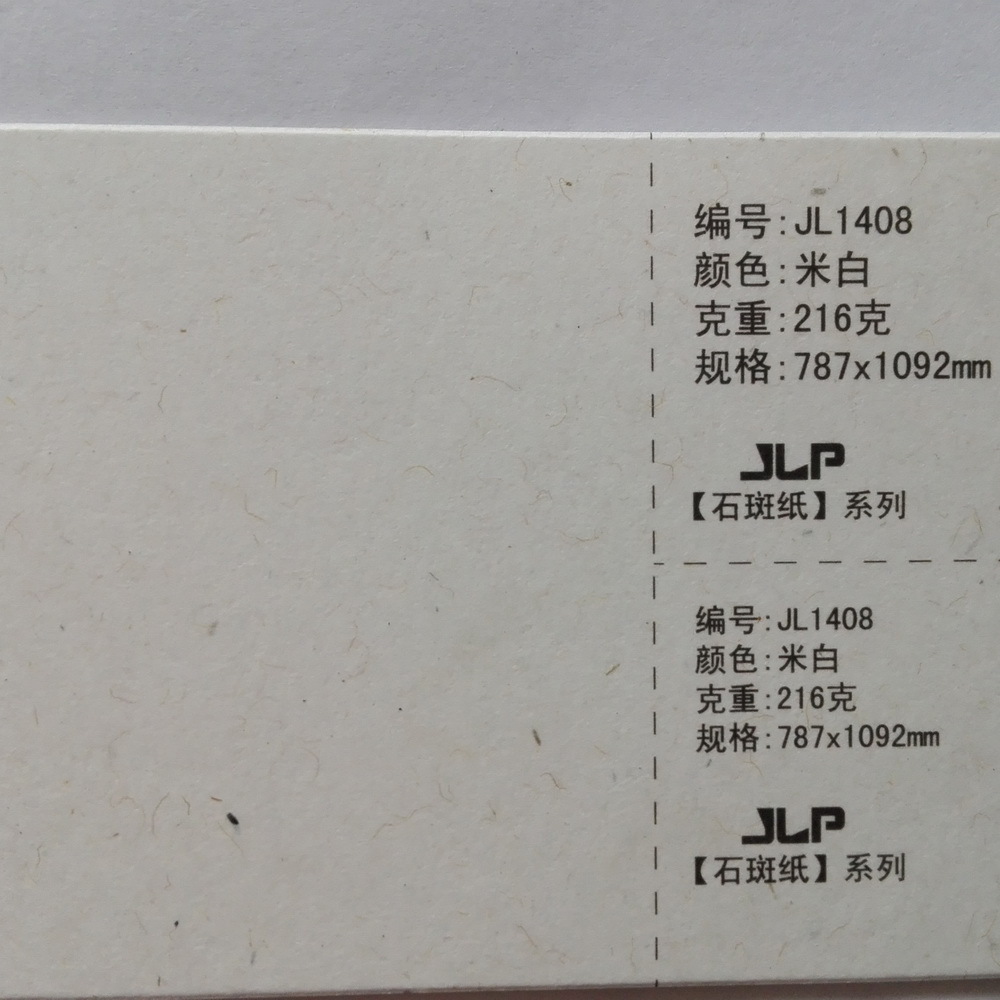 编号:JL1408
颜色:米白
克重:216克
规格:787x1092mm
JLP
【石斑纸】系列
编号:JL1408
颜色:米白
克重:216克
规格:787x1092mm
JLP
【石斑纸】系列